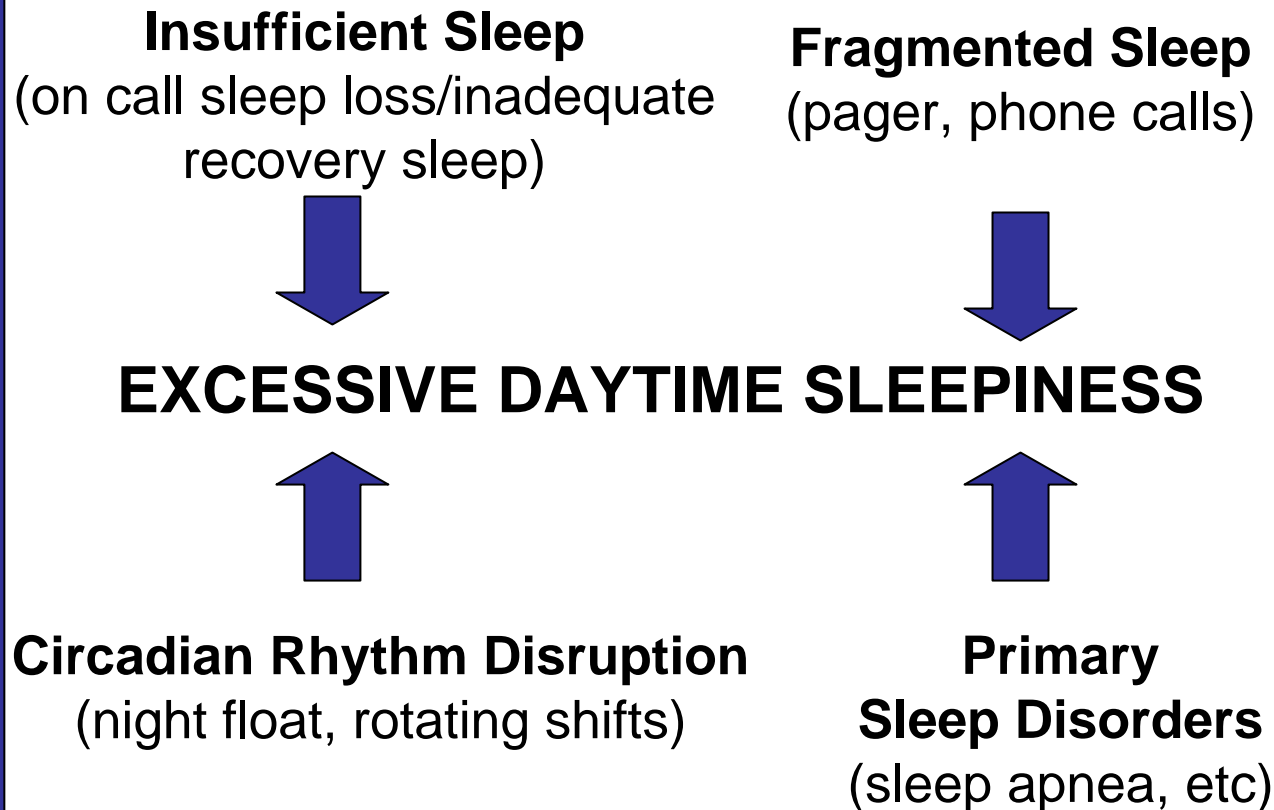 Insufficient Sleep
(on call sleep loss/inadequate
recovery sleep)
Fragmented Sleep
(pager, phone calls)
EXCESSIVE DAYTIME SLEEPINESS
Circadian Rhythm Disruption
(night float, rotating shifts)
Primary
Sleep Disorders
(sleep apnea, etc)